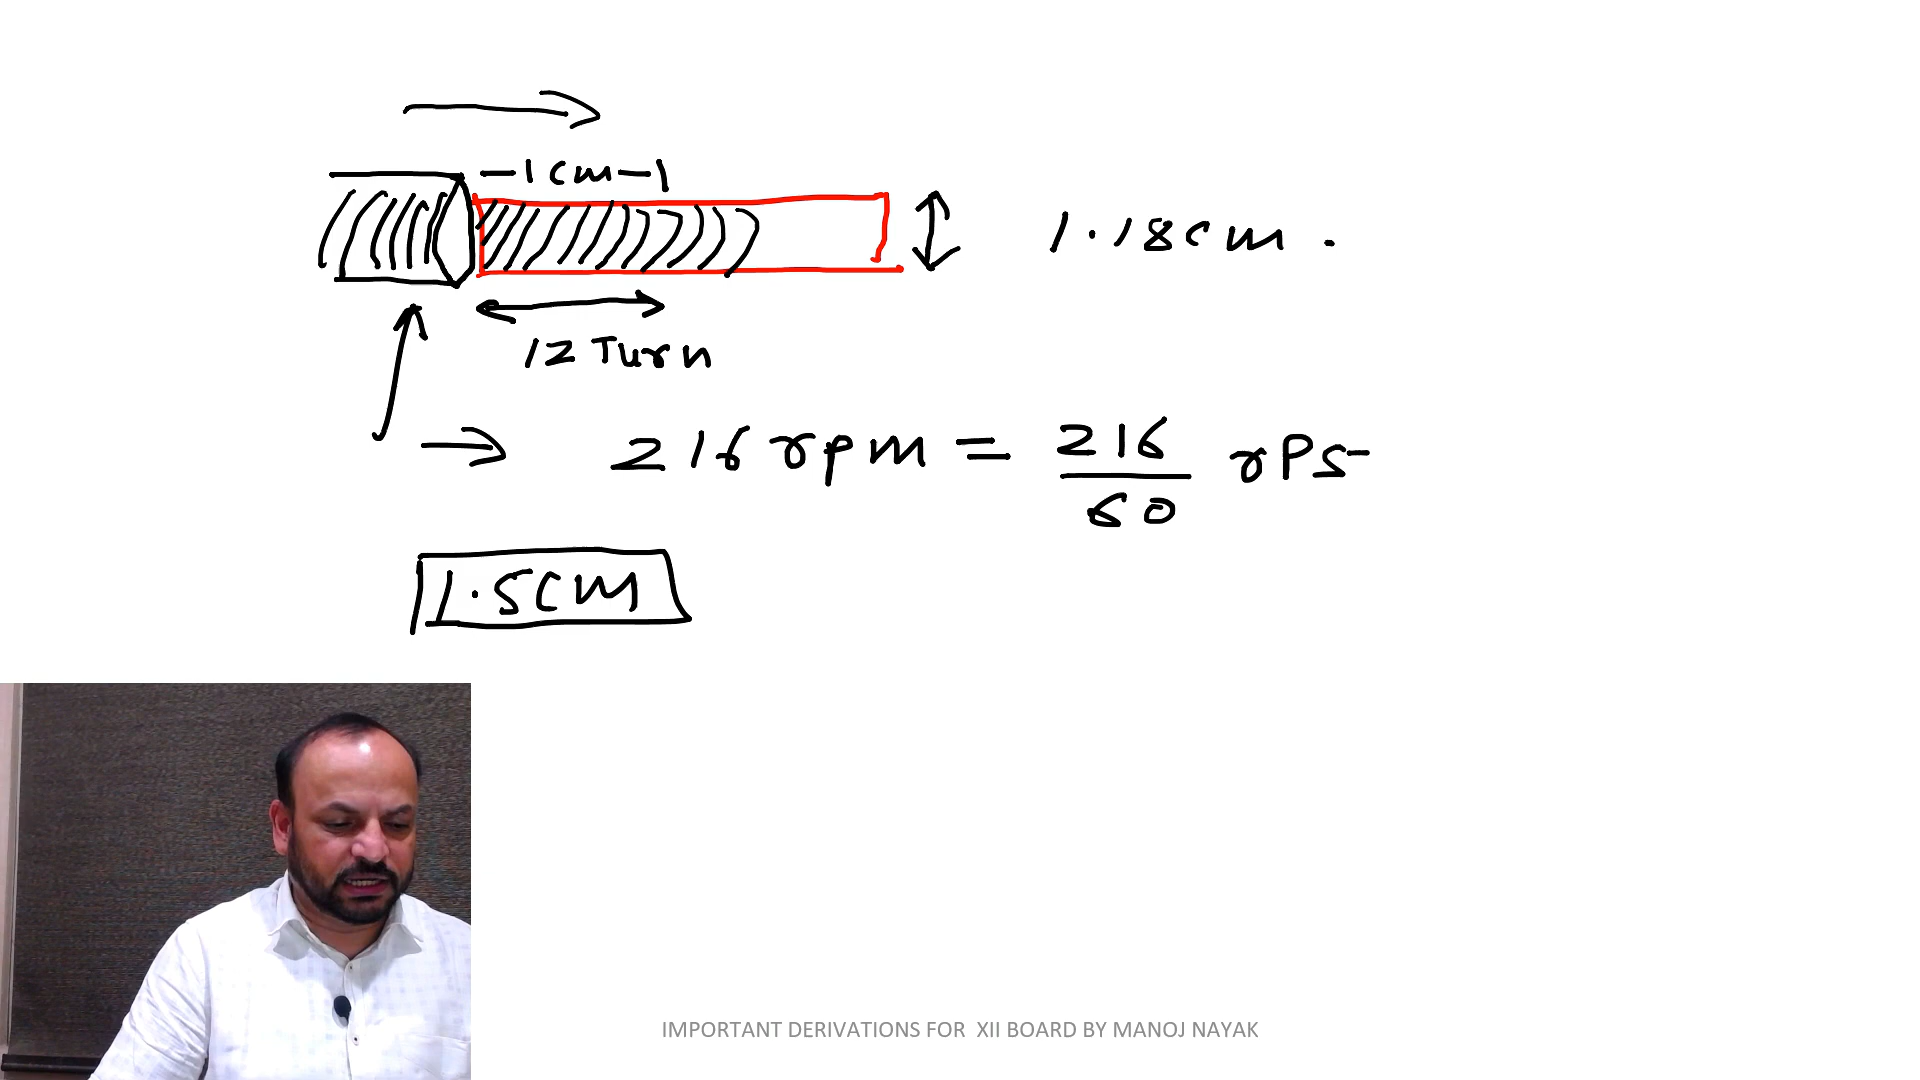 1cm
1.18cm.
12 Turn
→ 216 rpm = 216/60 rPS
1.5cm
IMPORTANT DERIVATIONS FOR XII BOARD BY MANOJ NAYAK